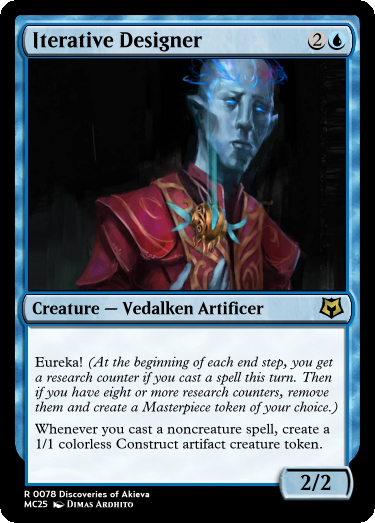 Iterative Designer 2
Creature — Vedalken Artificer
Eureka! (At the beginning of each end step, you get
a research counter if you cast a spell this turn. Then
if you have eight or more research counters, remove
them and create a Masterpiece token of your choice.)
Whenever you cast a noncreature spell, create a
1/1 colorless Construct artifact creature token.
2/2
R 0078 Discoveries of Akieva
MC25 Dimas Ardhito